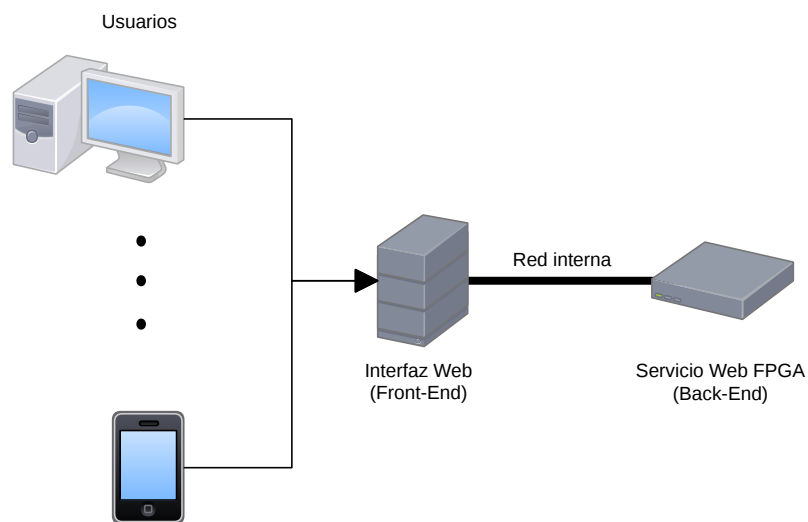 Usuarios
Red interna
Interfaz Web
(Front-End)
Servicio Web FPGA
(Back-End)